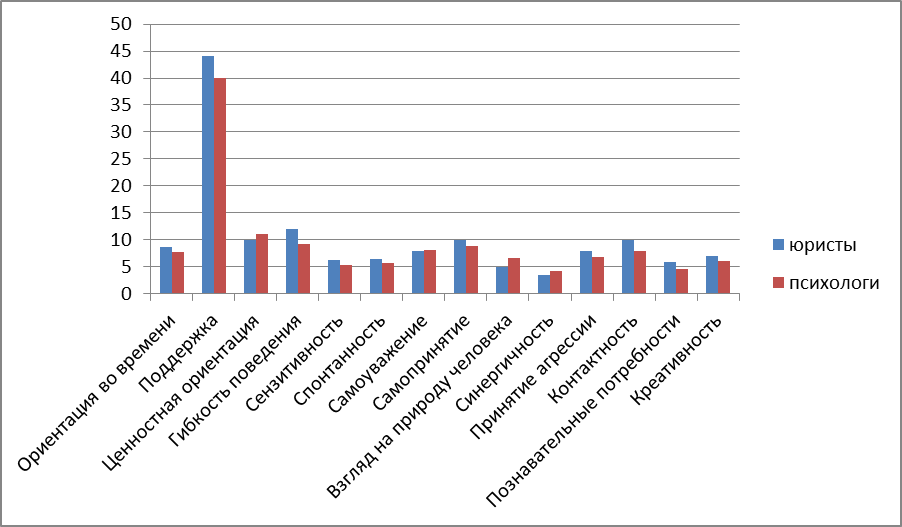 50
45
40
35
30
25
20
15
10
5
0
юристы
психологи
Ориентация во времени
Поддержка
Ценностная ориентация
Гибкость поведения
Сензитивность
Спонтанность
Самоуважение
Самопринятие
Взгляд на природу человека
Синергичность
Принятие агрессии
Контактность
Познавательные потребности
Креативность